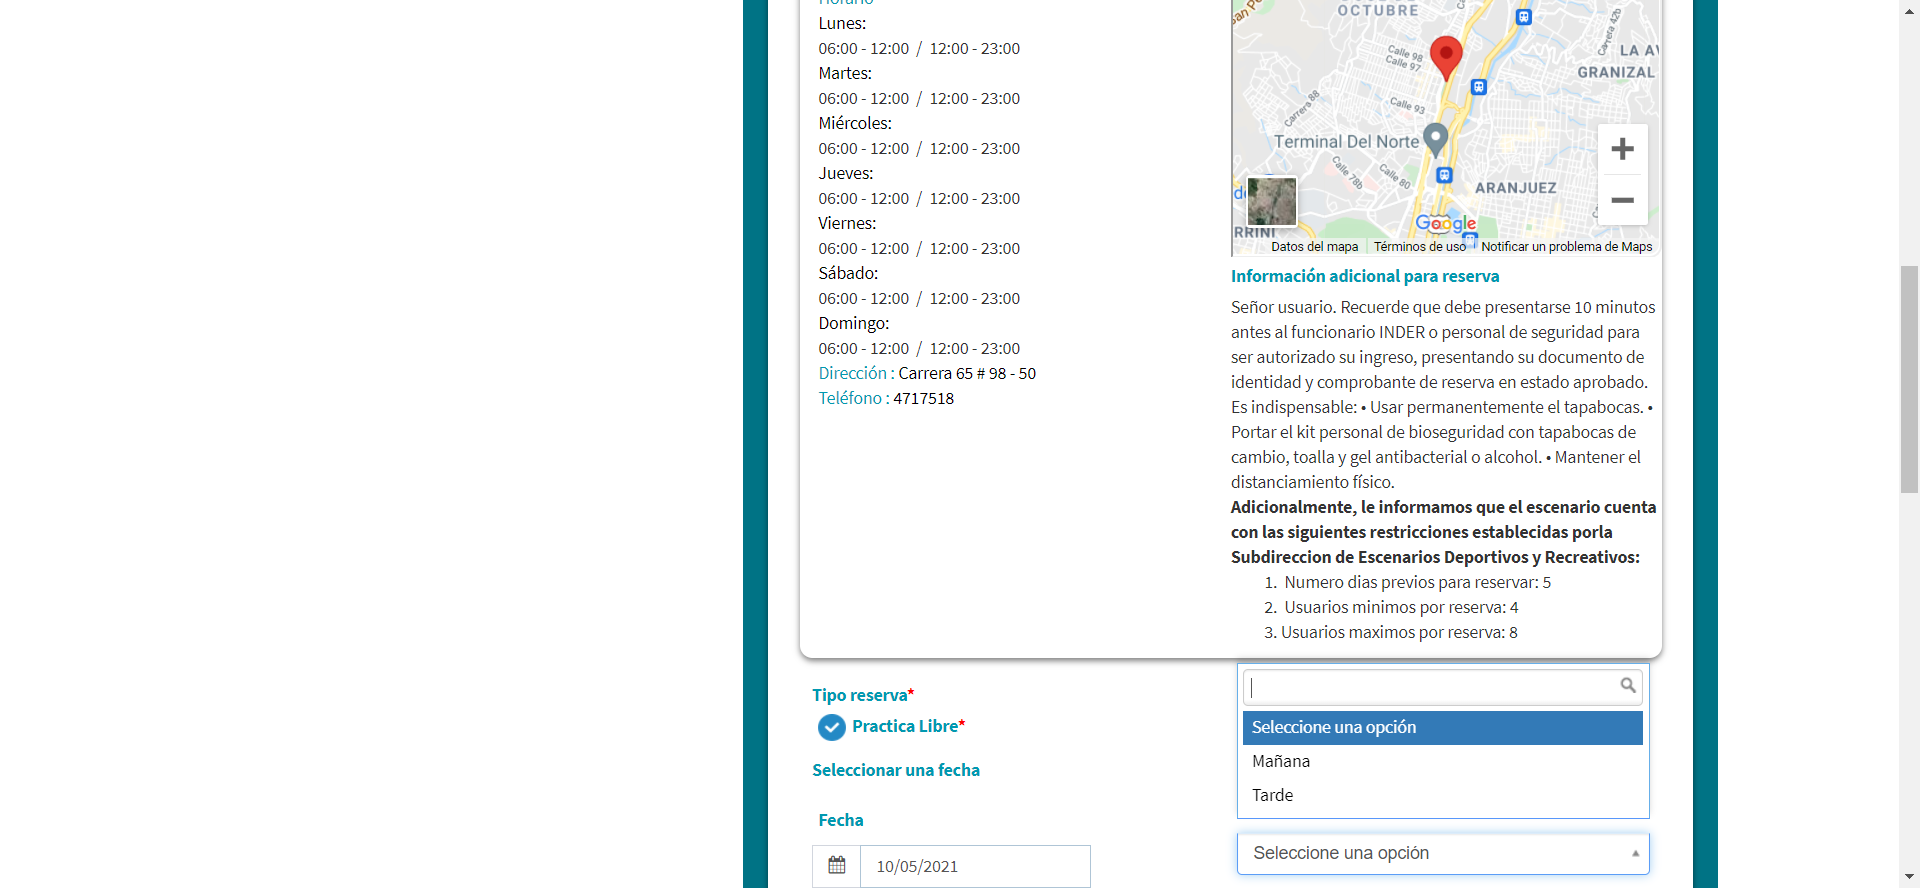 Horario
Lunes:
06:00 - 12:00 / 12:00 - 23:00
Martes:
06:00 - 12:00 / 12:00 - 23:00
Miércoles:
06:00 - 12:00 / 12:00 - 23:00
Jueves:
06:00 - 12:00 / 12:00 - 23:00
Viernes:
06:00 - 12:00 / 12:00 - 23:00
Sábado:
06:00 - 12:00 / 12:00 - 23:00
Domingo:
06:00 - 12:00 / 12:00 - 23:00
Dirección : Carrera 65 # 98 - 50
Teléfono : 4717518
OCTUBRE
Carrera 42b
Calle 98
Calle 97
LA
GRANIZAL
Carrera 88
Calle 93
Terminal Del Norte
Calle 78b
Calle 80
ARANJUEZ
Google
Datos del mapa
Términos de uso
Notificar un problema de Maps
Información adicional para reserva
Señor usuario. Recuerde que debe presentarse 10 minutos
antes al funcionario INDER o personal de seguridad para
ser autorizado su ingreso, presentando su documento de
identidad y comprobante de reserva en estado aprobado.
Es indispensable: • Usar permanentemente el tapabocas. •
Portar el kit personal de bioseguridad con tapabocas de
cambio, toalla y gel antibacterial o alcohol. • Mantener el
distanciamiento físico.
Adicionalmente, le informamos que el escenario cuenta
con las siguientes restricciones establecidas porla
Subdireccion de Escenarios Deportivos y Recreativos:
1. Numero dias previos para reservar: 5
2. Usuarios minimos por reserva: 4
3. Usuarios maximos por reserva: 8
Tipo reserva*
Practica Libre*
Seleccionar una fecha
Fecha
10/05/2021
Seleccione una opción
Mañana
Tarde
Seleccione una opción